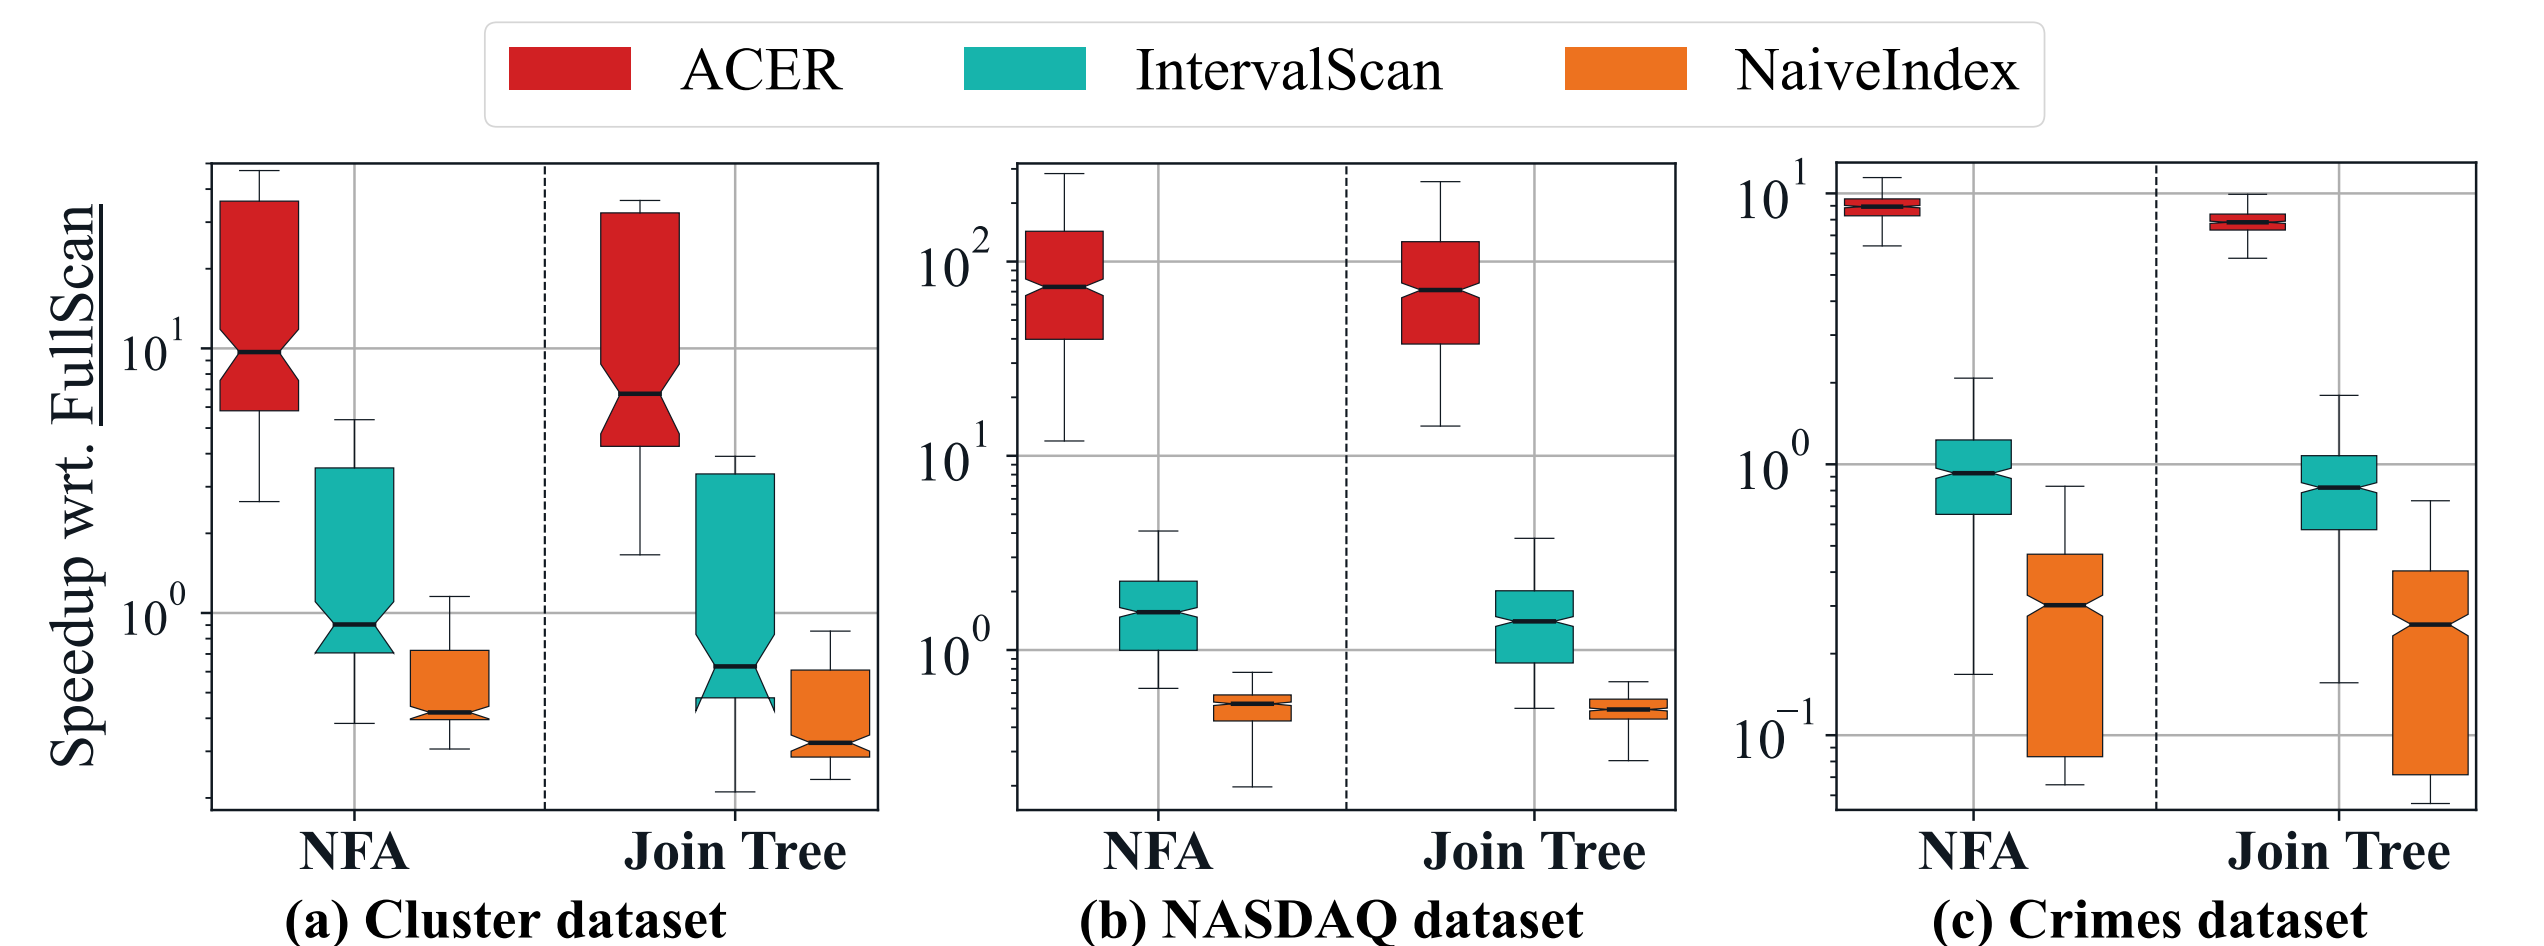 ACER IntervalScan NaiveIndex
Speedup wrt. FullScan
10^1
10^0
10^2
10^1
10^0
10^1
10^0
10^−1
NFA Join Tree NFA Join Tree NFA Join Tree
(a) Cluster dataset (b) NASDAQ dataset (c) Crimes dataset